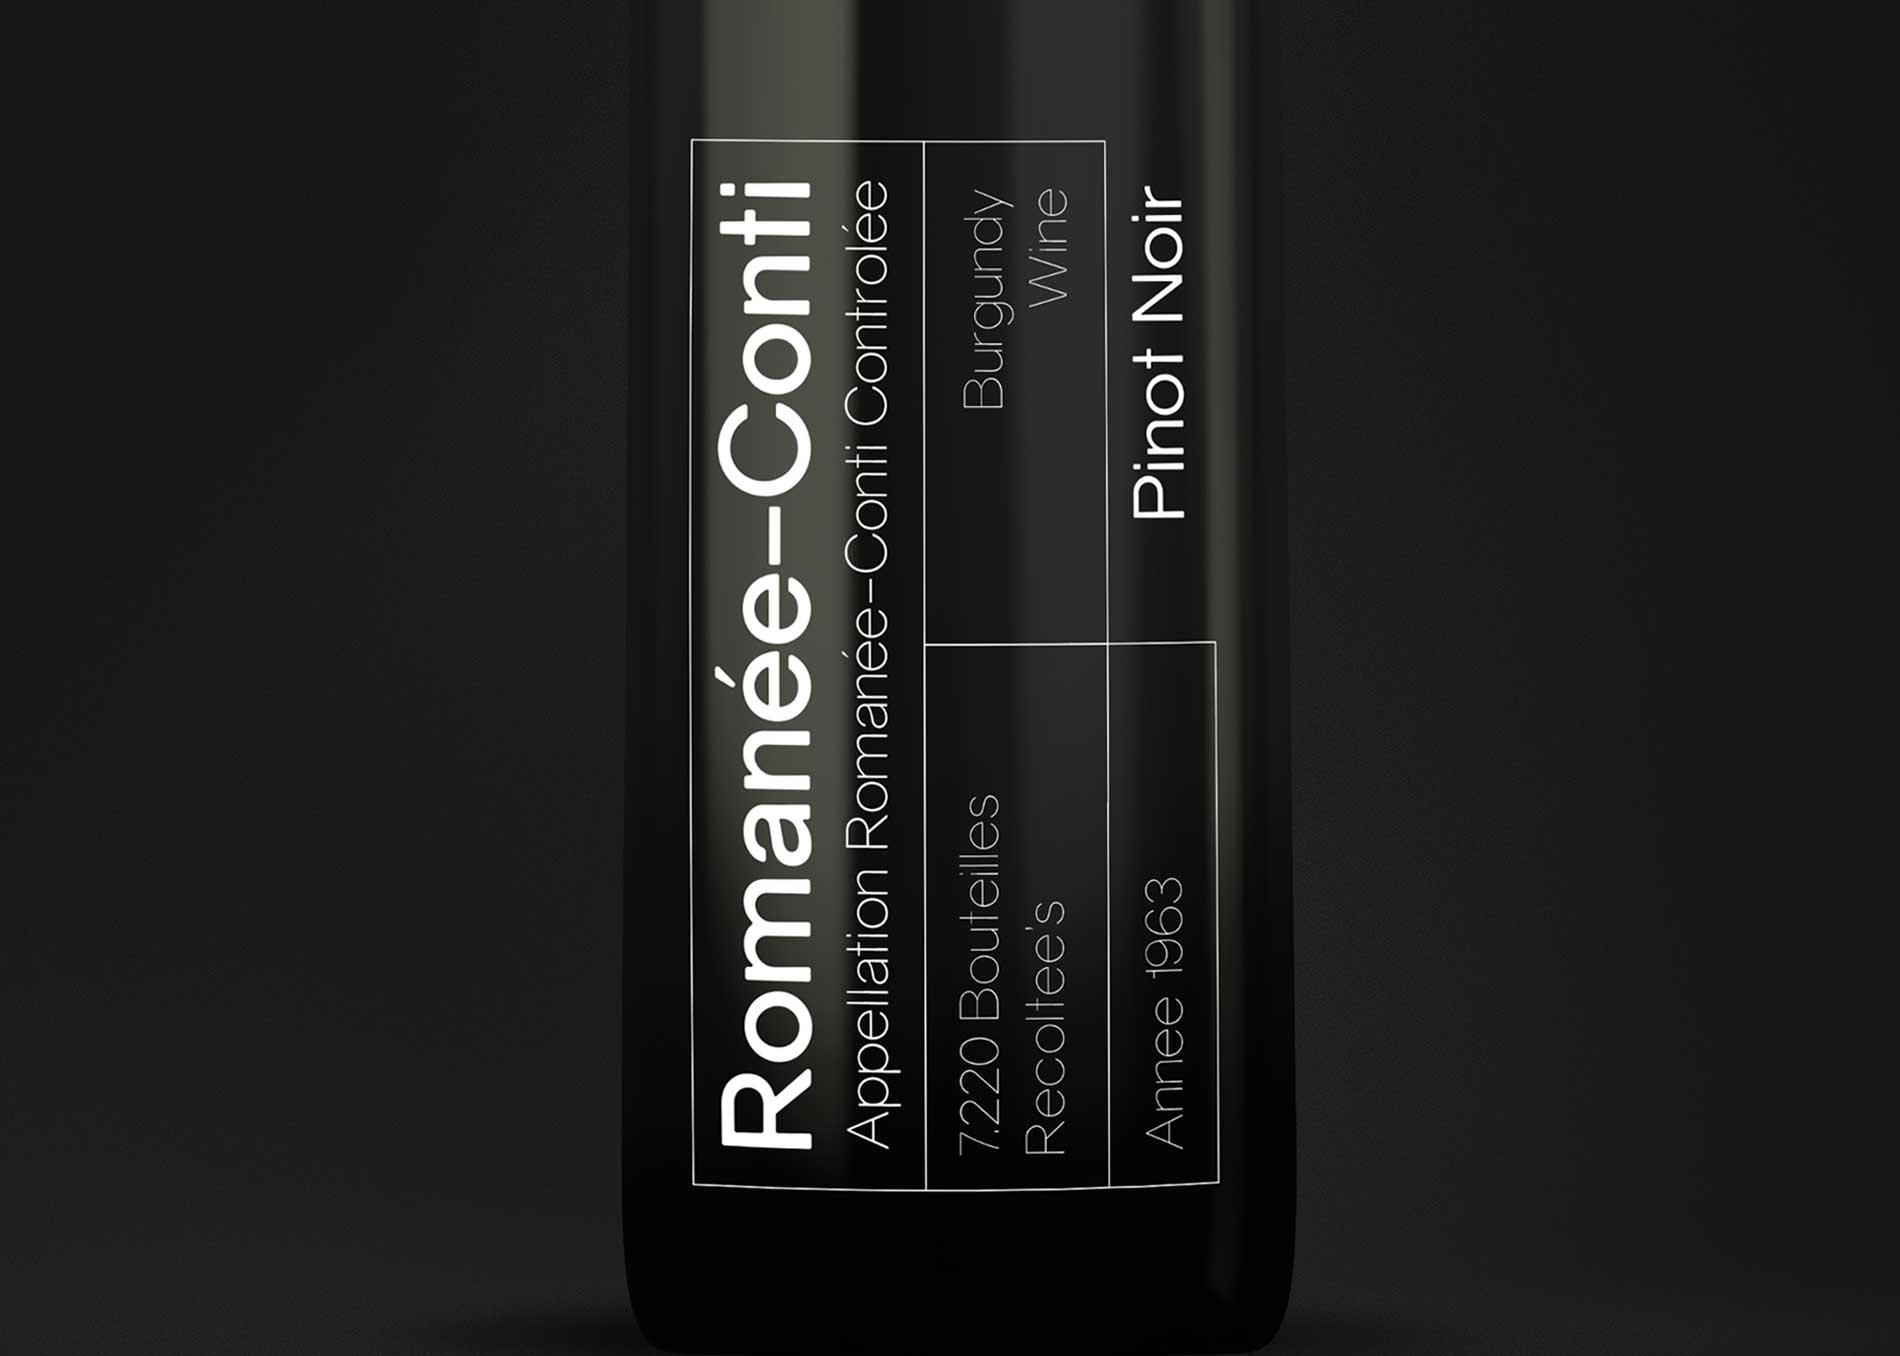 Romanée-Conti
Appellation Romanée-Conti Controlée
Burgundy
Wine
7.220 Bouteilles
Recoltee's
Pinot Noir
Annee 1963